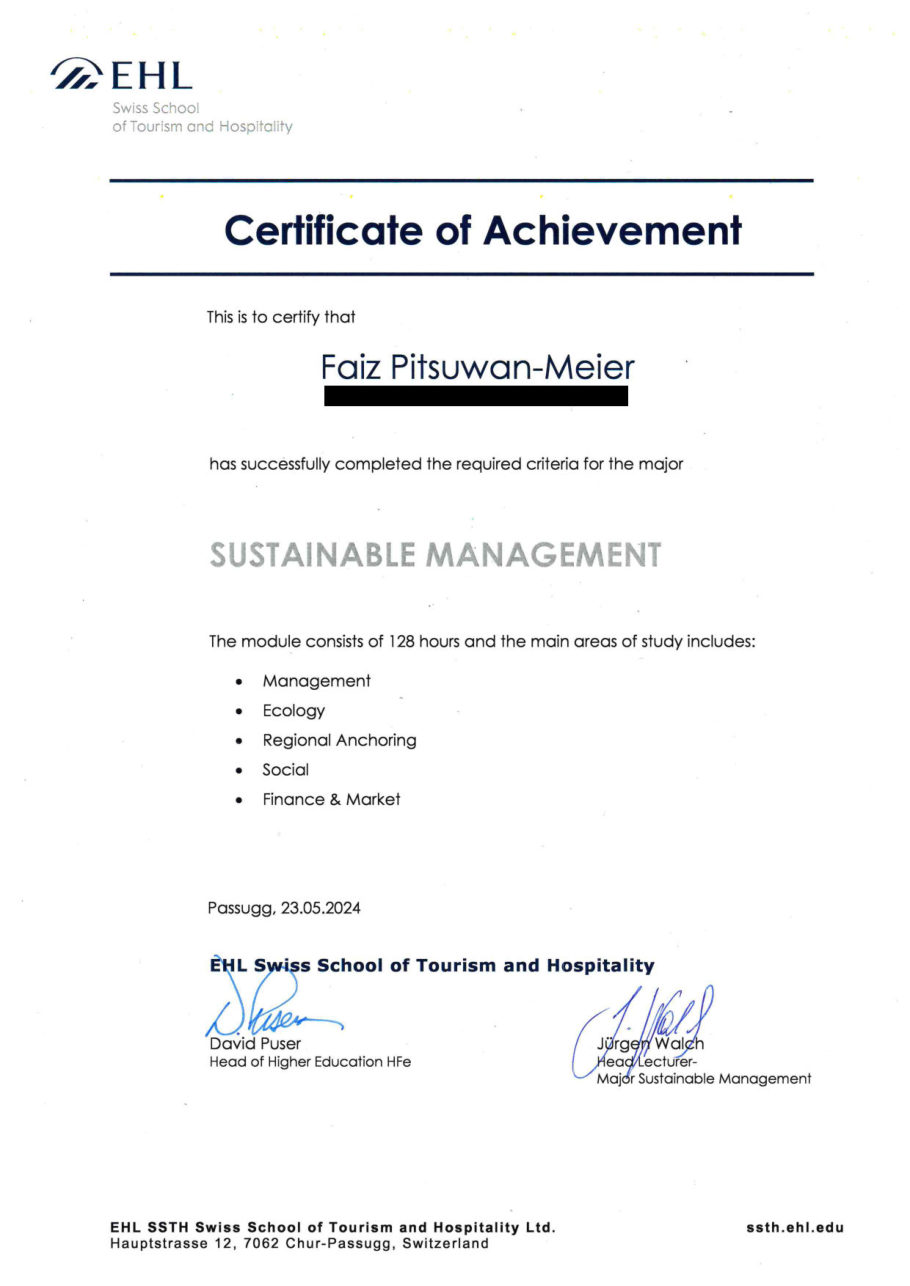 EHL
Swiss School
of Tourism and Hospitality
Certificate of Achievement
This is to certify that
Faiz Pitsuwan-Meier
has successfully completed the required criteria for the major
SUSTAINABLE MANAGEMENT
The module consists of 128 hours and the main areas of study includes:
• Management
• Ecology
• Regional Anchoring
• Social
• Finance & Market
Passugg, 23.05.2024
EHL Swiss School of Tourism and Hospitality
D. Puser
J. Walch
David Puser
Jürgen Walch
Head of Higher Education HFe
Head Lecturer-
Major Sustainable Management
EHL SSTH Swiss School of Tourism and Hospitality Ltd.
ssth.ehl.edu
Hauptstrasse 12, 7062 Chur-Passugg, Switzerland